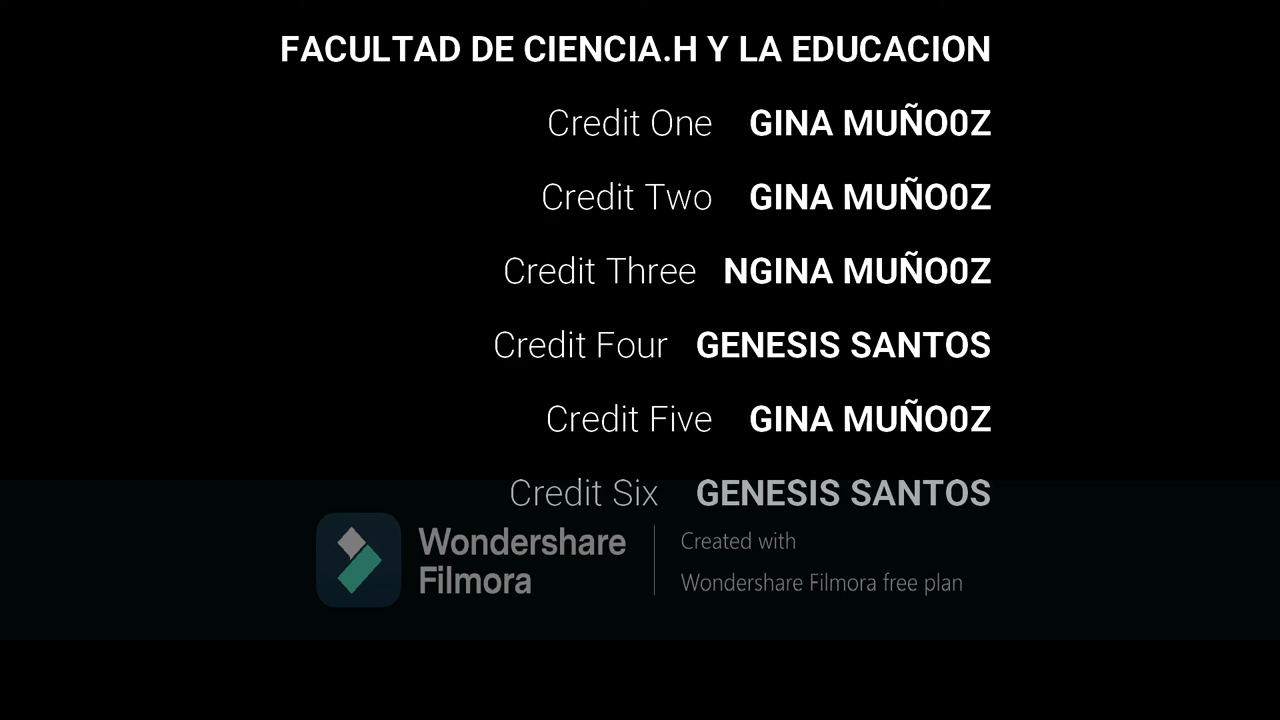 FACULTAD DE CIENCIA.H Y LA EDUCACION
Credit One GINA MUÑO0Z
Credit Two GINA MUÑO0Z
Credit Three NGINA MUÑO0Z
Credit Four GENESIS SANTOS
Credit Five GINA MUÑO0Z
Credit Six GENESIS SANTOS
Wondershare
Filmora
Created with
Wondershare Filmora free plan